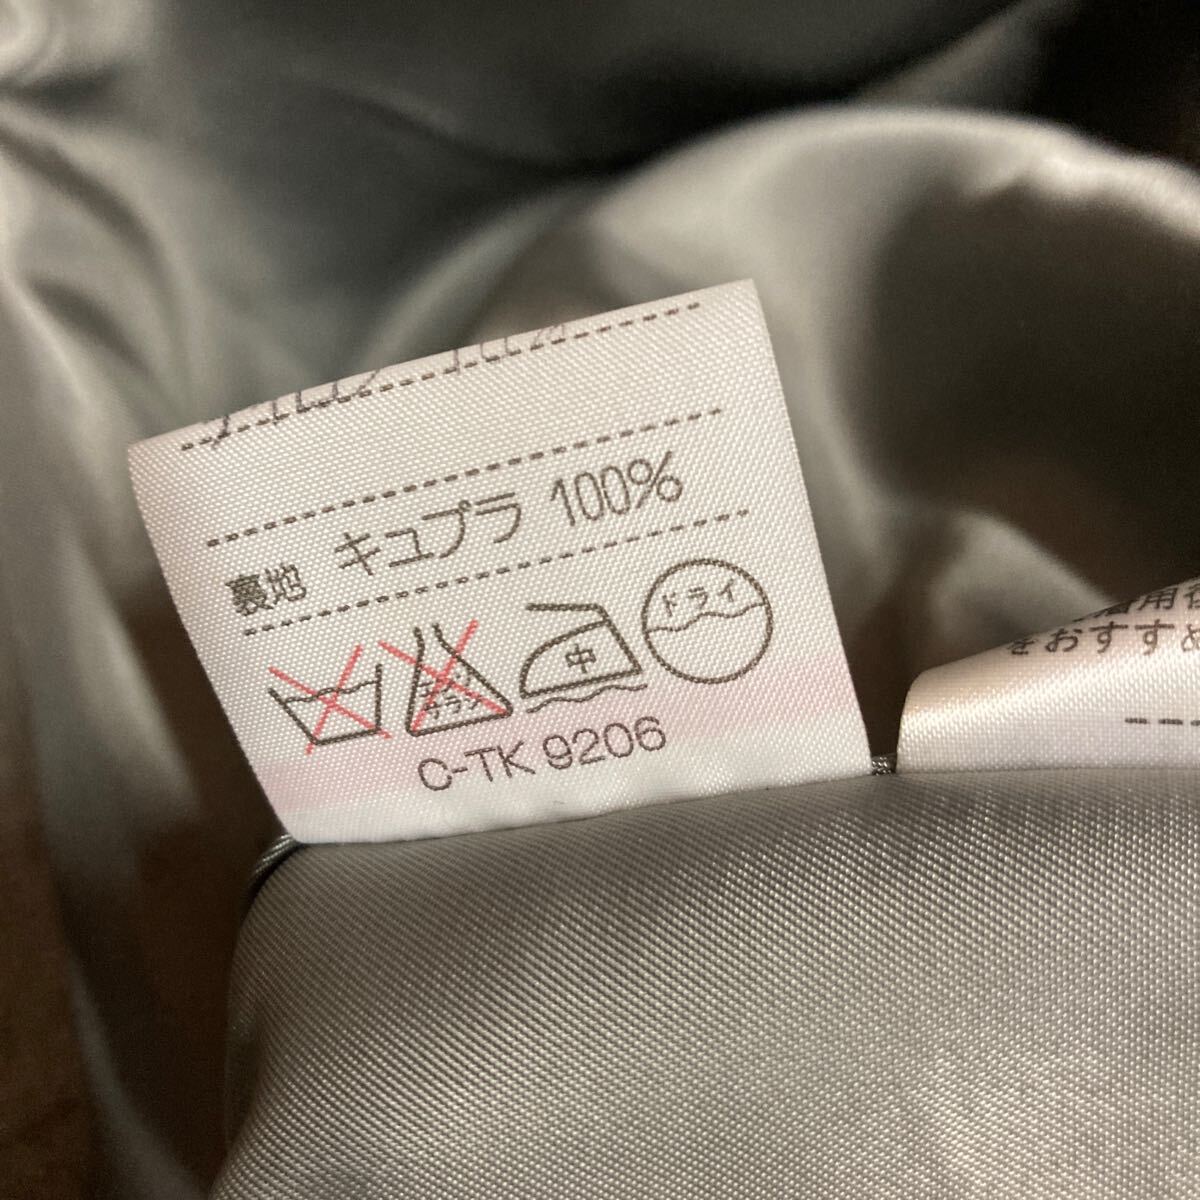 裏地 キュプラ 100%
中 ドライ
C-TK 9206
をおすすめ